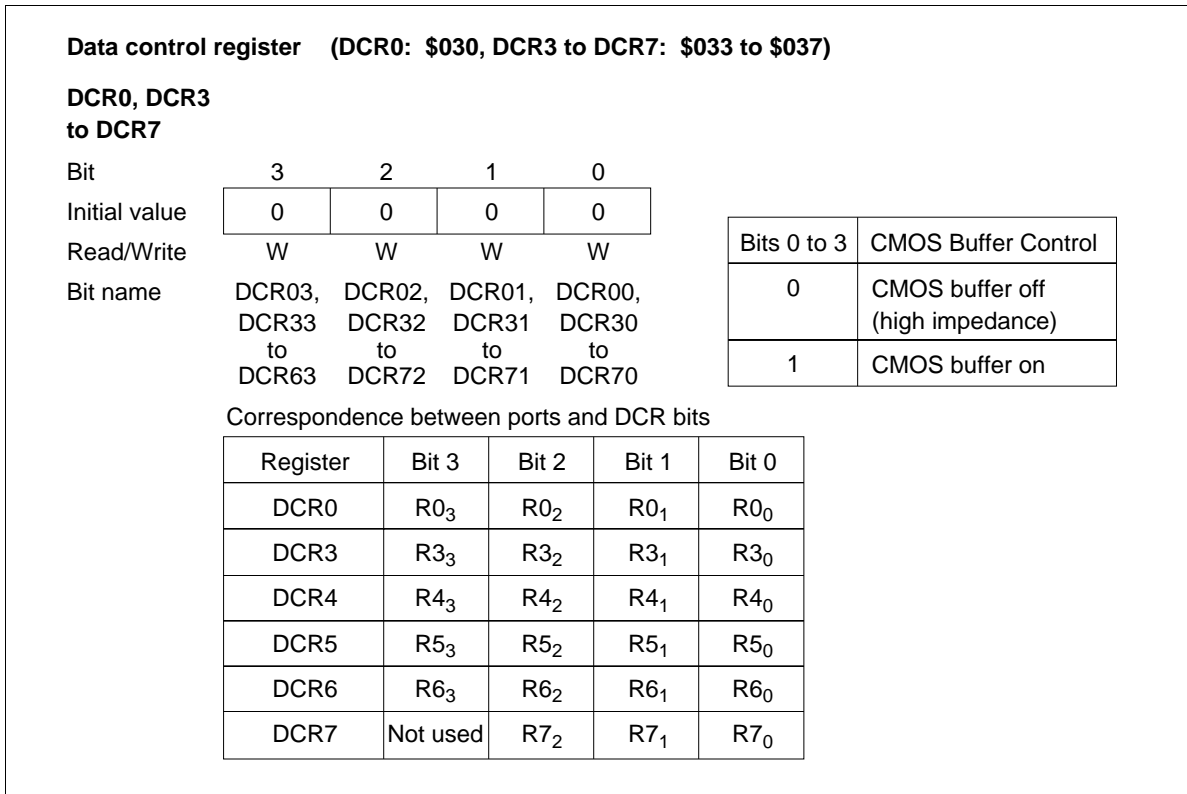 Data control register (DCR0: $030, DCR3 to DCR7: $033 to $037)
DCR0, DCR3
to DCR7
Bit 3 2 1 0
Initial value 0 0 0 0
Read/Write W W W W
Bit name DCR03, DCR02, DCR01, DCR00,
DCR33 DCR32 DCR31 DCR30
to to to to
DCR63 DCR72 DCR71 DCR70
Bits 0 to 3 CMOS Buffer Control
0 CMOS buffer off
(high impedance)
1 CMOS buffer on
Correspondence between ports and DCR bits
Register Bit 3 Bit 2 Bit 1 Bit 0
DCR0 R0₃ R0₂ R0₁ R0₀
DCR3 R3₃ R3₂ R3₁ R3₀
DCR4 R4₃ R4₂ R4₁ R4₀
DCR5 R5₃ R5₂ R5₁ R5₀
DCR6 R6₃ R6₂ R6₁ R6₀
DCR7 Not used R7₂ R7₁ R7₀